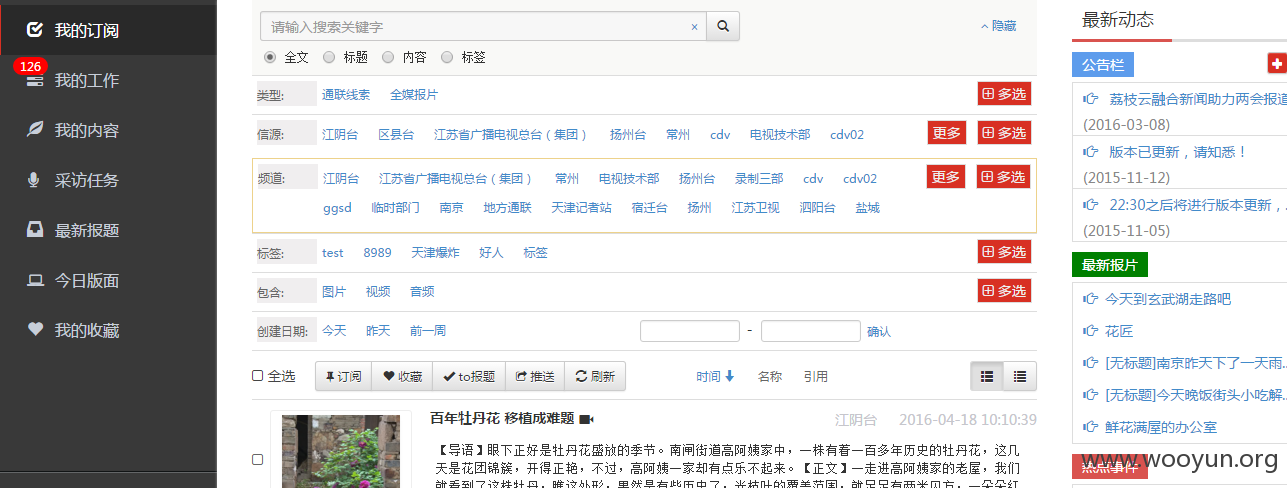 我的订阅
126
我的工作
我的内容
采访任务
最新报题
今日版面
我的收藏
请输入搜索关键字 ×
隐藏
全文 标题 内容 标签
类型: 通联线索 全媒报片 多选
信源: 江阴台 区县台 江苏省广播电视总台（集团） 扬州台 常州 cdv 电视技术部 cdv02 更多 多选
频道: 江阴台 江苏省广播电视总台（集团） 常州 电视技术部 扬州台 录制三部 cdv cdv02 更多 多选
ggsd 临时部门 南京 地方通联 天津记者站 宿迁台 扬州 江苏卫视 泗阳台 盐城
标签: test 8989 天津爆炸 好人 标签 多选
包含: 图片 视频 音频 多选
创建日期: 今天 昨天 前一周 - 确认
全选 订阅 收藏 to报题 推送 刷新 时间 名称 引用
百年牡丹花 移植成难题 江阴台 2016-04-18 10:10:39
【导语】眼下正好是牡丹花盛放的季节。南闸街道高阿姨家中，一株有着一百多年历史的牡丹花，这几
天是花团锦簇，开得正艳，不过，高阿姨一家却有点乐不起来。【正文】一走进高阿姨家的老屋，我们
就看到了这株牡丹，瞧这外形，果然是有些历史了，光枝叶的覆盖范围，就足足有两米见方，一朵朵红
最新动态
公告栏
荔枝云融合新闻助力两会报道
(2016-03-08)
版本已更新，请知悉！
(2015-11-12)
22:30之后将进行版本更新，.
(2015-11-05)
最新报片
今天到玄武湖走路吧
花匠
[无标题]南京昨天下了一天雨..
[无标题]今天晚饭街头小吃解..
鲜花满屋的办公室
热点事件
www.wooyun.org